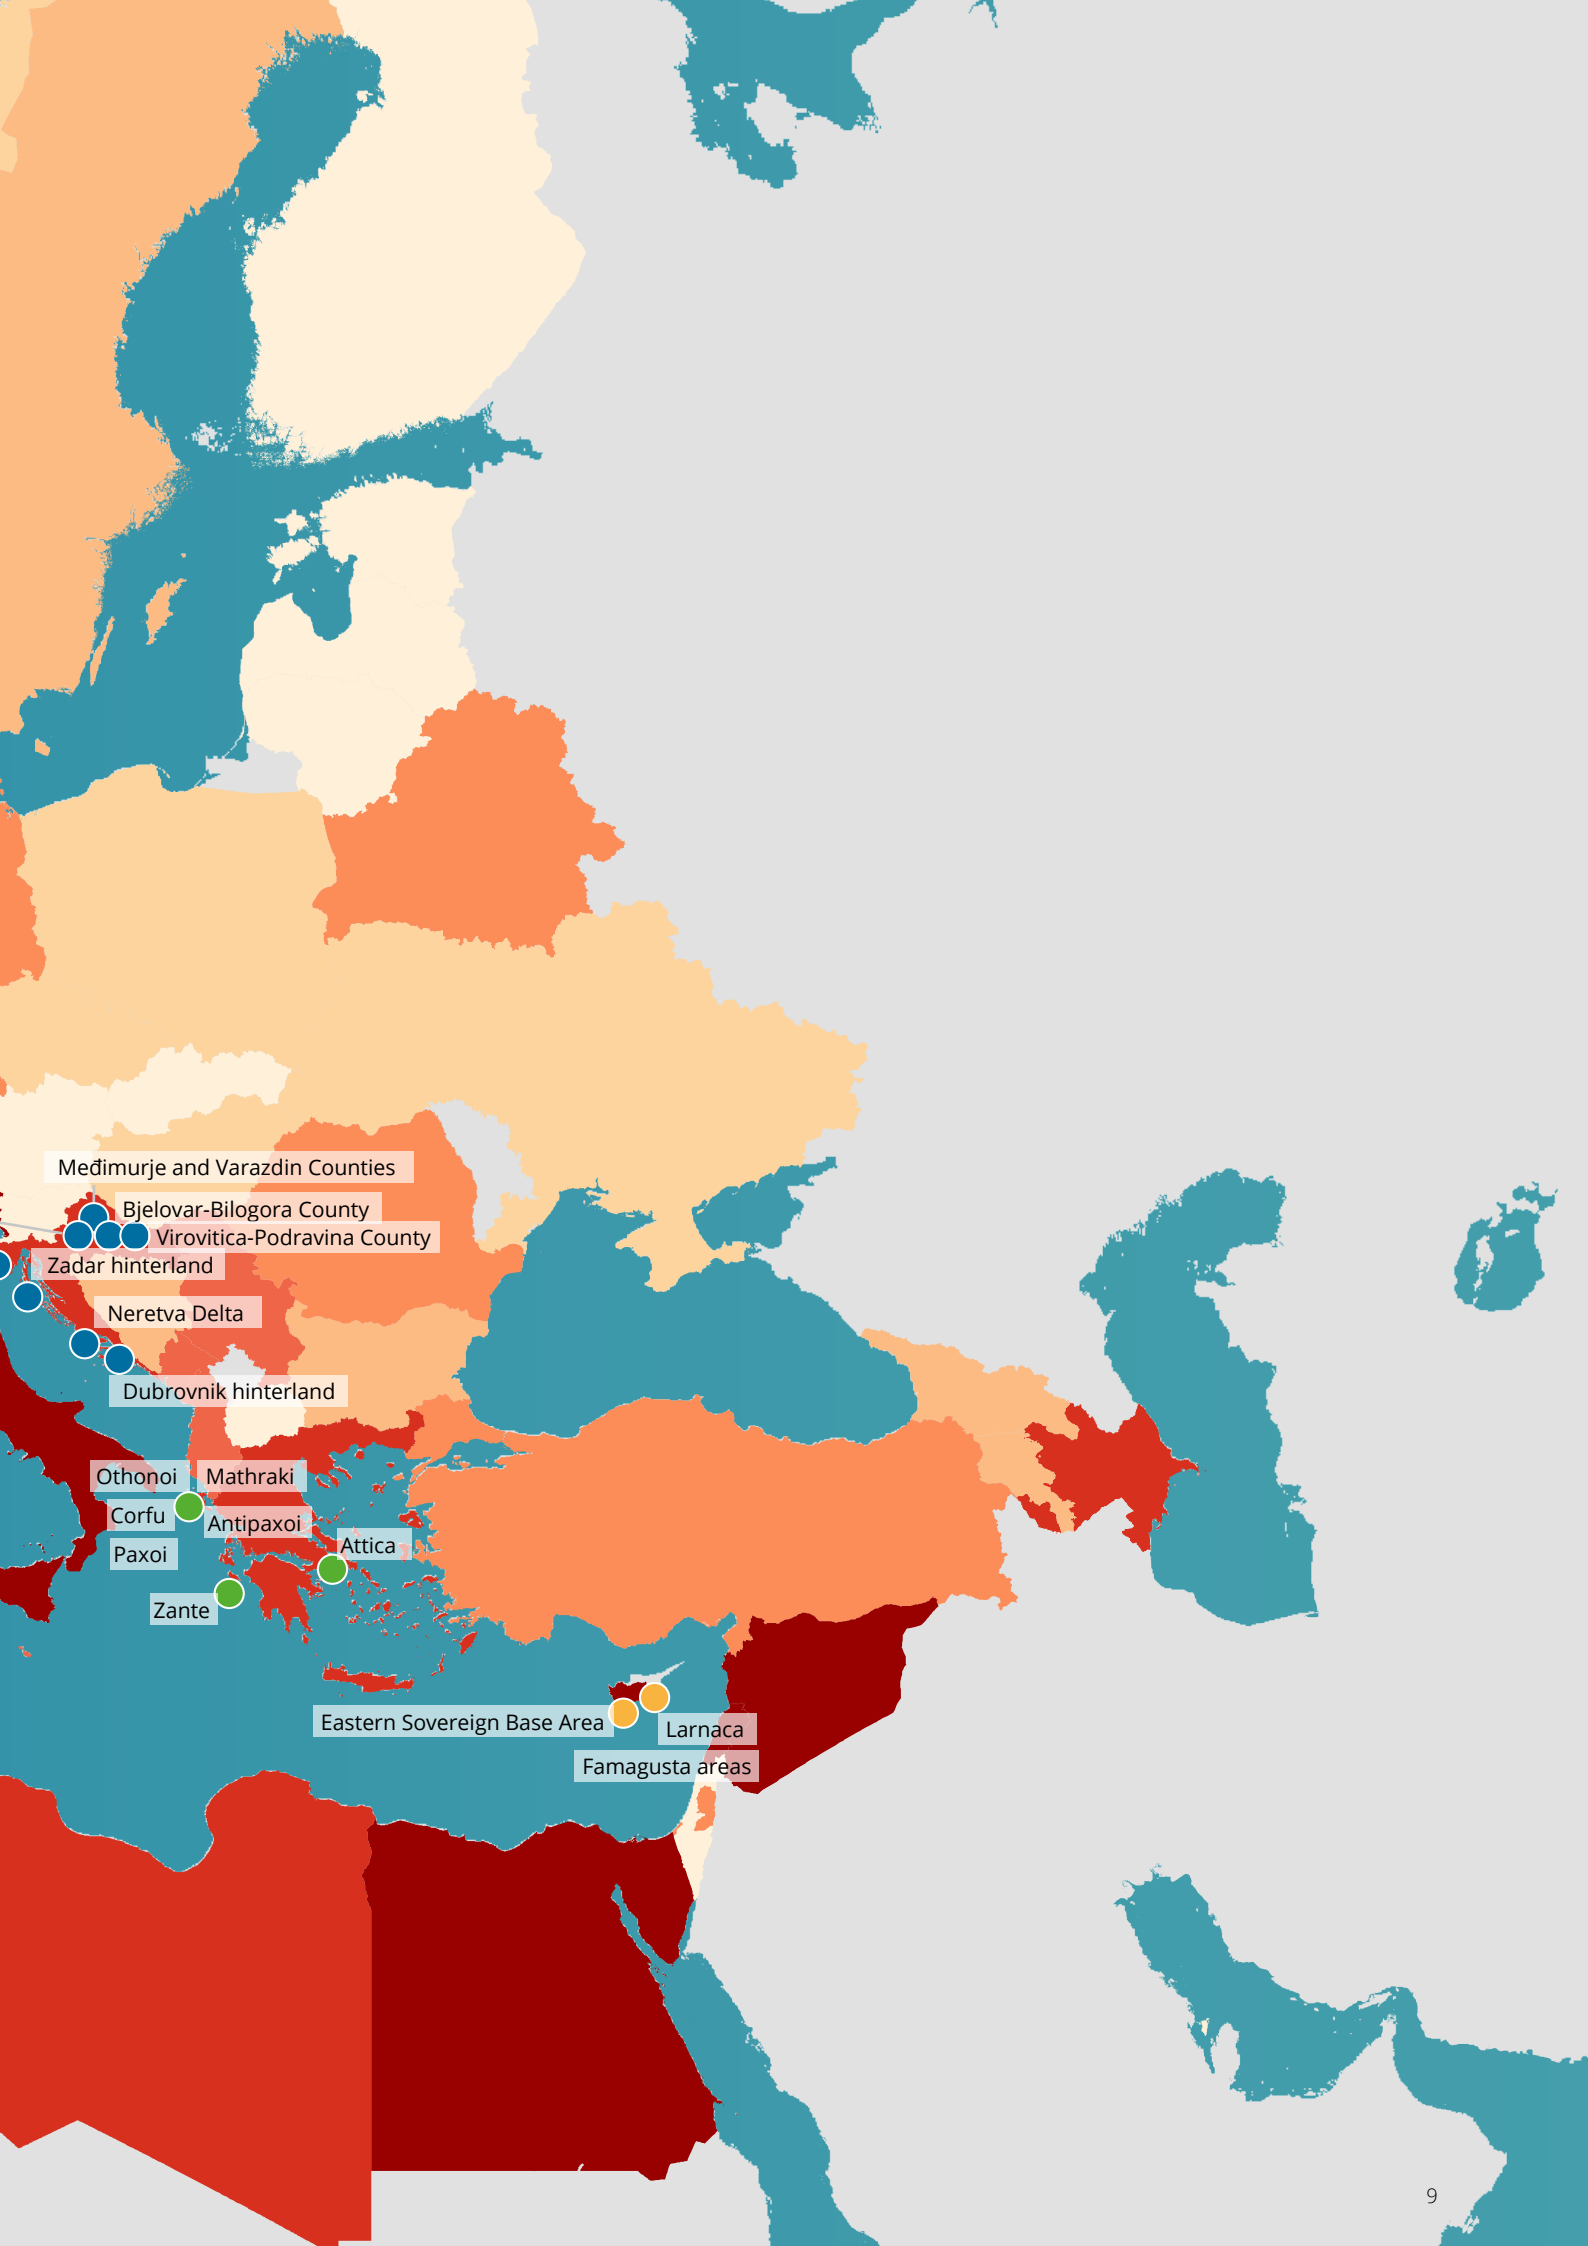 Međimurje and Varazdin Counties
Bjelovar-Bilogora County
Virovitica-Podravina County
Zadar hinterland
Neretva Delta
Dubrovnik hinterland
Othonoi
Mathraki
Corfu
Antipaxoi
Paxoi
Attica
Zante
Eastern Sovereign Base Area
Larnaca
Famagusta areas
9